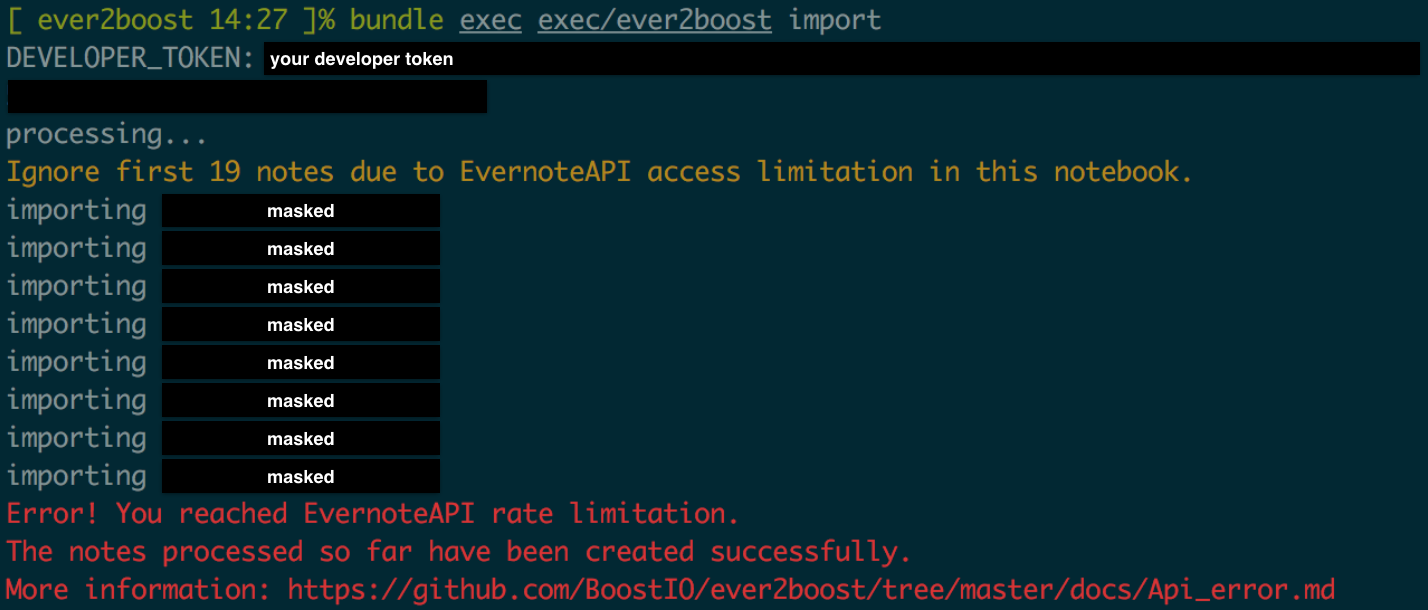 [ ever2boost 14:27 ]% bundle exec exec/ever2boost import
DEVELOPER_TOKEN: your developer token
processing...
Ignore first 19 notes due to EvernoteAPI access limitation in this notebook.
importing masked
importing masked
importing masked
importing masked
importing masked
importing masked
importing masked
importing masked
Error! You reached EvernoteAPI rate limitation.
The notes processed so far have been created successfully.
More information: https://github.com/BoostIO/ever2boost/tree/master/docs/Api_error.md